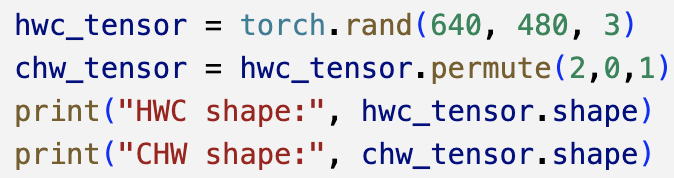 hwc_tensor = torch.rand(640, 480, 3)
chw_tensor = hwc_tensor.permute(2,0,1)
print("HWC shape:", hwc_tensor.shape)
print("CHW shape:", chw_tensor.shape)